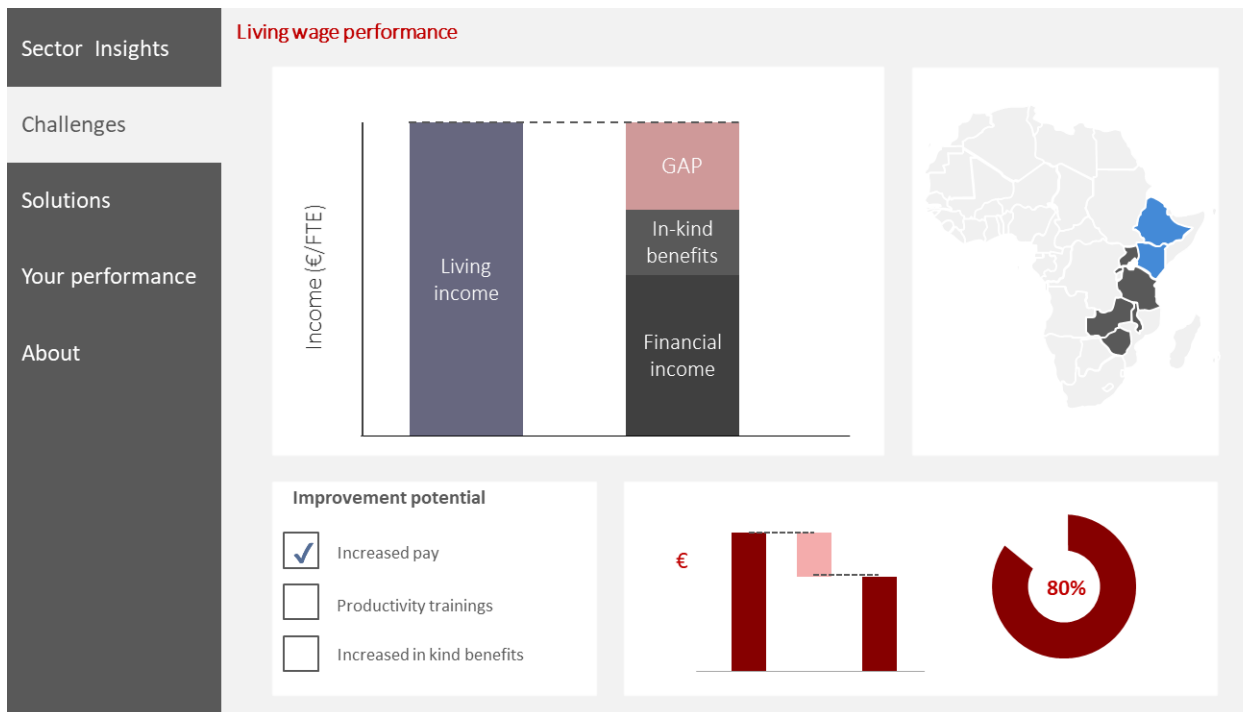 Sector Insights
Challenges
Solutions
Your performance
About
Living wage performance
Income (€/FTE)
Living
income
GAP
In-kind
benefits
Financial
income
Improvement potential
Increased pay
Productivity trainings
Increased in kind benefits
€
80%